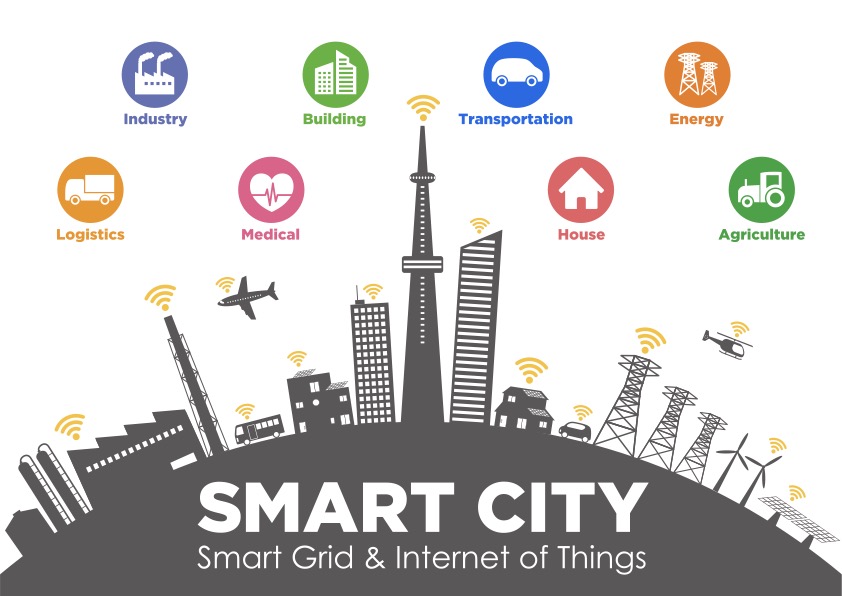 Industry
Building
Transportation
Energy
Logistics
Medical
House
Agriculture
SMART CITY
Smart Grid & Internet of Things